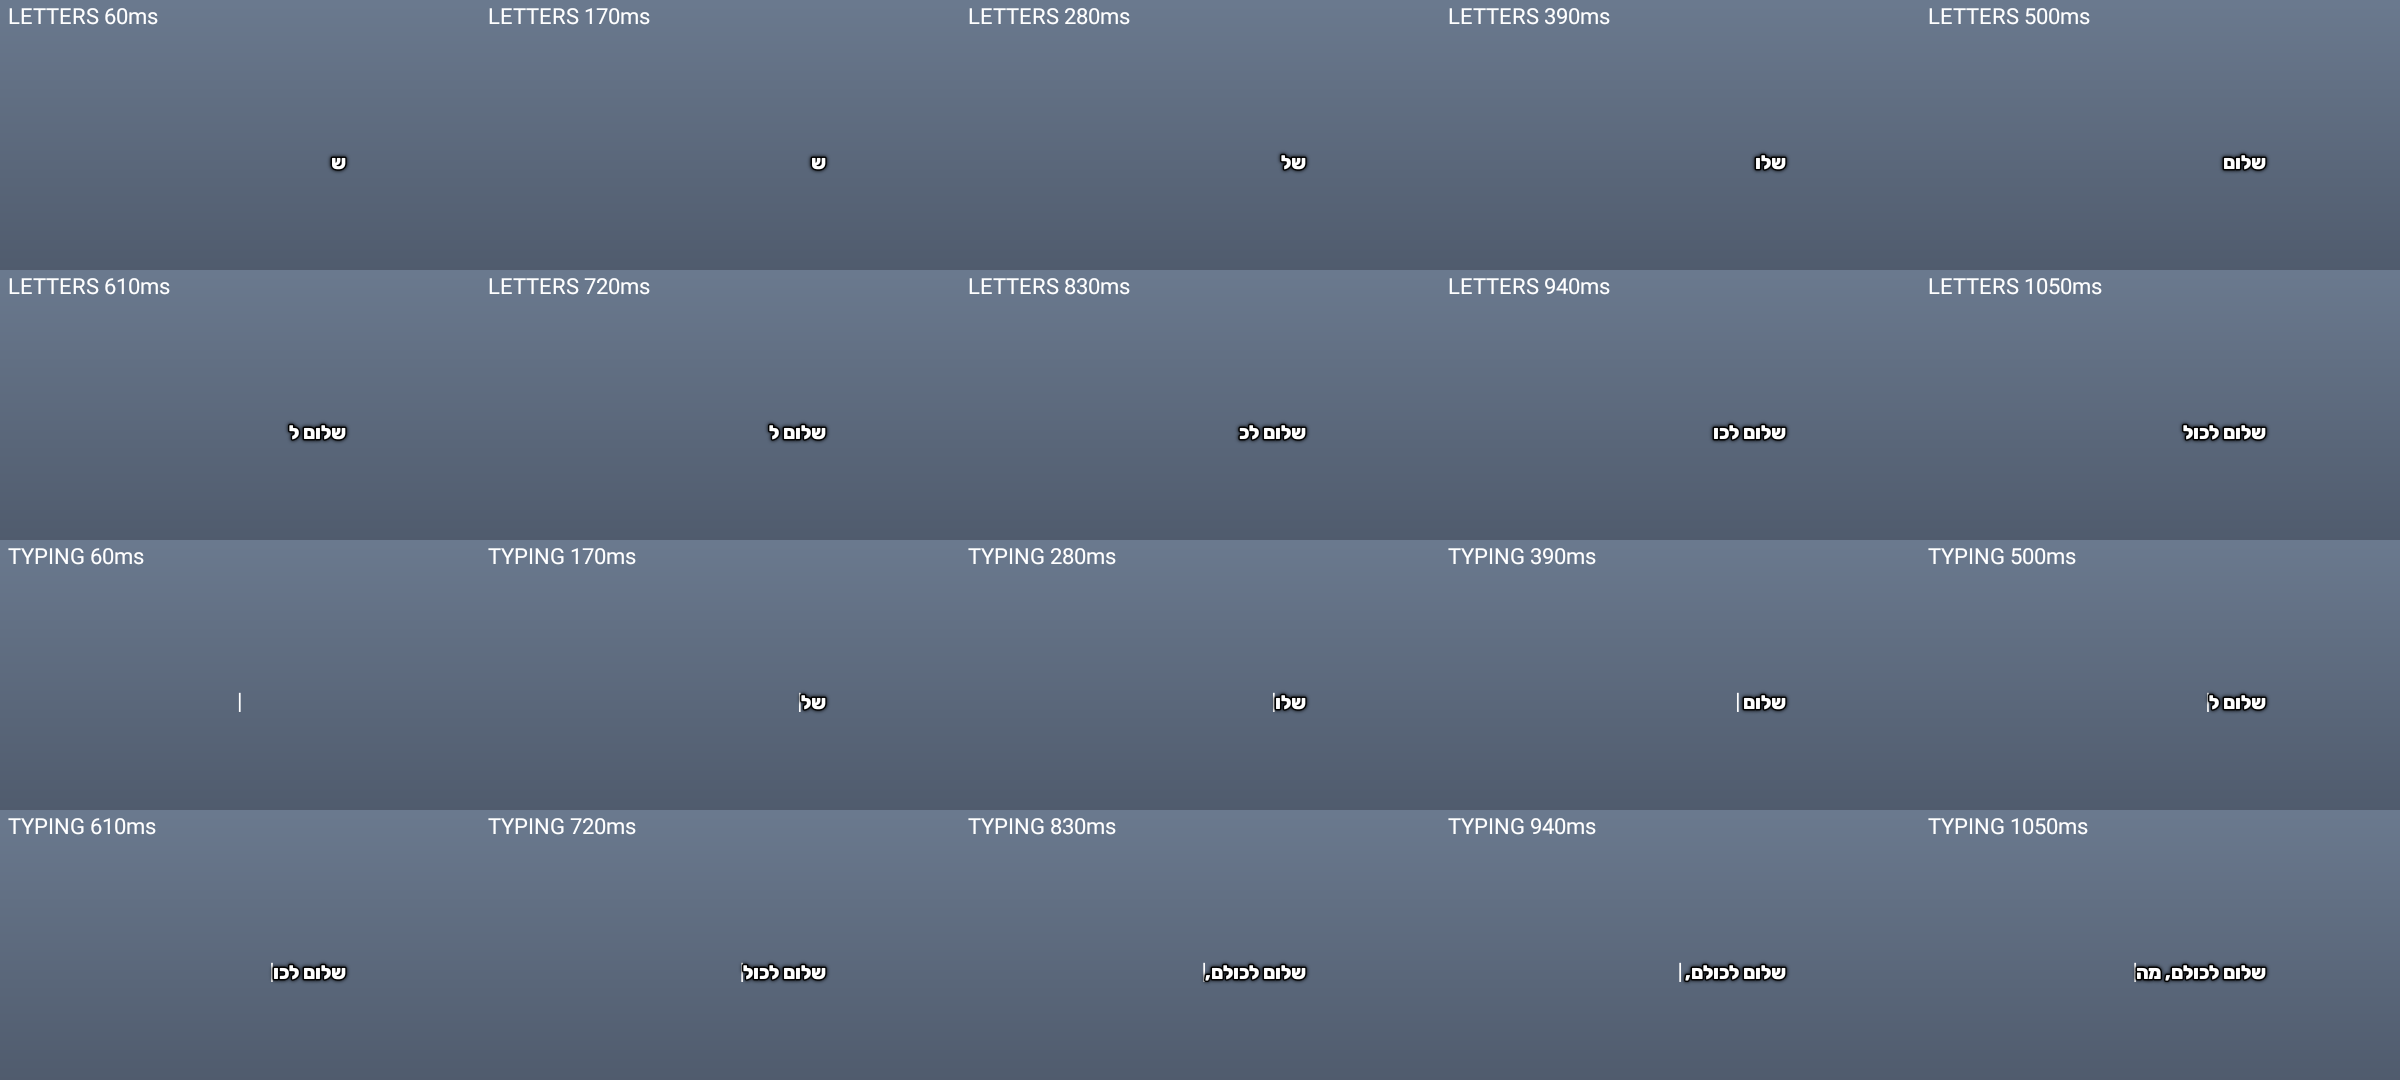 LETTERS 60ms
ש
LETTERS 170ms
ש
LETTERS 280ms
של
LETTERS 390ms
שלו
LETTERS 500ms
שלום
LETTERS 610ms
שלום ל
LETTERS 720ms
שלום ל
LETTERS 830ms
שלום לכ
LETTERS 940ms
שלום לכו
LETTERS 1050ms
שלום לכול
TYPING 60ms
|
TYPING 170ms
של|
TYPING 280ms
שלו|
TYPING 390ms
שלום |
TYPING 500ms
שלום ל|
TYPING 610ms
שלום לכו|
TYPING 720ms
שלום לכול|
TYPING 830ms
שלום לכולם,|
TYPING 940ms
שלום לכולם, |
TYPING 1050ms
שלום לכולם, מה|